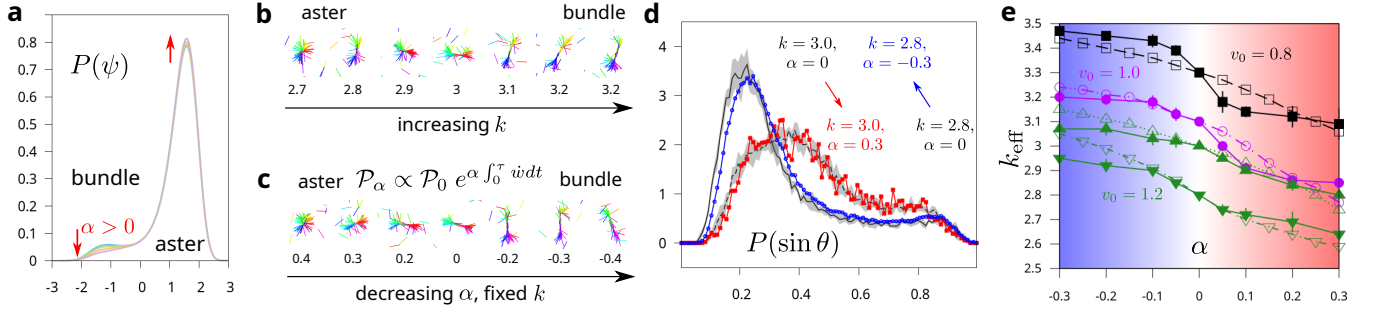 a
0.8
0.7
0.6
0.5
0.4
0.3
0.2
0.1
0
P(ψ)
bundle
α > 0
aster
-3 -2 -1 0 1 2 3
b
aster bundle
2.7 2.8 2.9 3 3.1 3.2 3.2
increasing k
c
aster 𝒫_α ∝ 𝒫_0 e^{α ∫_0^τ ẇdt} bundle
0.4 0.3 0.2 0 -0.2 -0.3 -0.4
decreasing α, fixed k
d
4
3
2
1
0
k = 3.0,
α = 0
k = 2.8,
α = −0.3
k = 3.0,
α = 0.3
k = 2.8,
α = 0
P(sin θ)
0.2 0.4 0.6 0.8
e
3.5
3.4
3.3
3.2
3.1
3
2.9
2.8
2.7
2.6
2.5
k_eff
v_0 = 0.8
v_0 = 1.0
v_0 = 1.2
α
-0.3 -0.2 -0.1 0 0.1 0.2 0.3